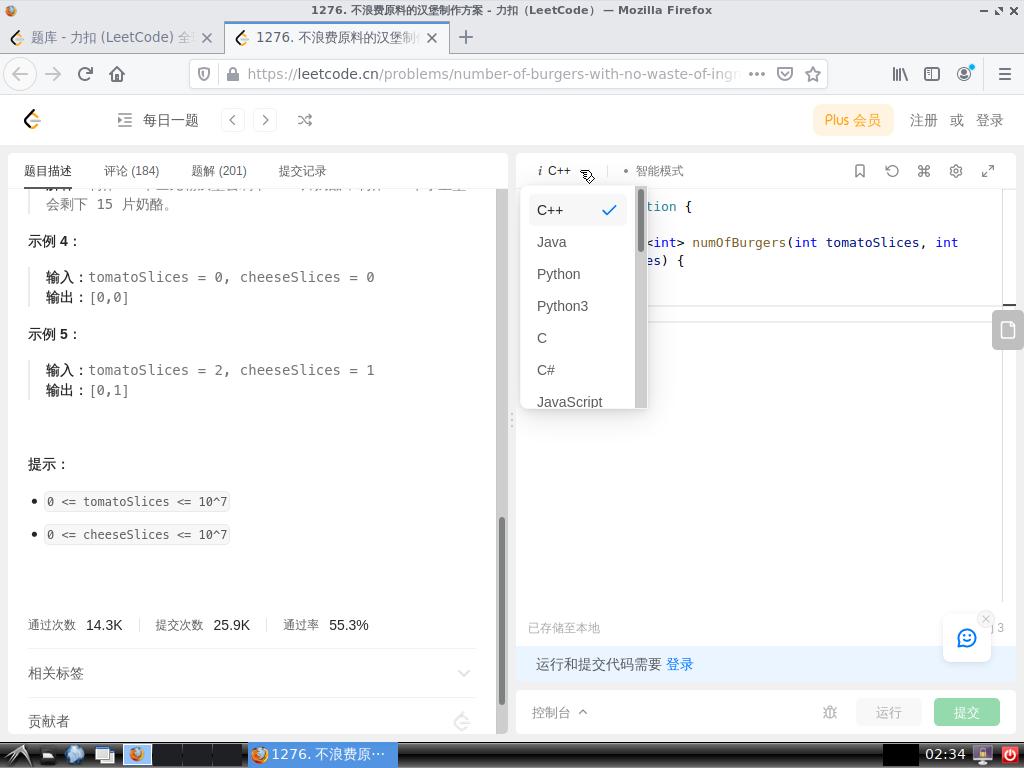 1276. 不浪费原料的汉堡制作方案 - 力扣（LeetCode） — Mozilla Firefox
题库 - 力扣 (LeetCode) 全
1276. 不浪费原料的汉堡制
https://leetcode.cn/problems/number-of-burgers-with-no-waste-of-ingr
每日一题
Plus 会员
注册 或 登录
题目描述
评论 (184)
题解 (201)
提交记录
会剩下 15 片奶酪。
示例 4：
输入：tomatoSlices = 0, cheeseSlices = 0
输出：[0,0]
示例 5：
输入：tomatoSlices = 2, cheeseSlices = 1
输出：[0,1]
提示：
0 <= tomatoSlices <= 10^7
0 <= cheeseSlices <= 10^7
通过次数 14.3K
提交次数 25.9K
通过率 55.3%
相关标签
贡献者
i C++
• 智能模式
C++
Java
Python
Python3
C
C#
JavaScript
tion {
<int> numOfBurgers(int tomatoSlices, int
es) {
已存储至本地
3
运行和提交代码需要 登录
控制台
运行
提交
1276. 不浪费原⋯
02:34